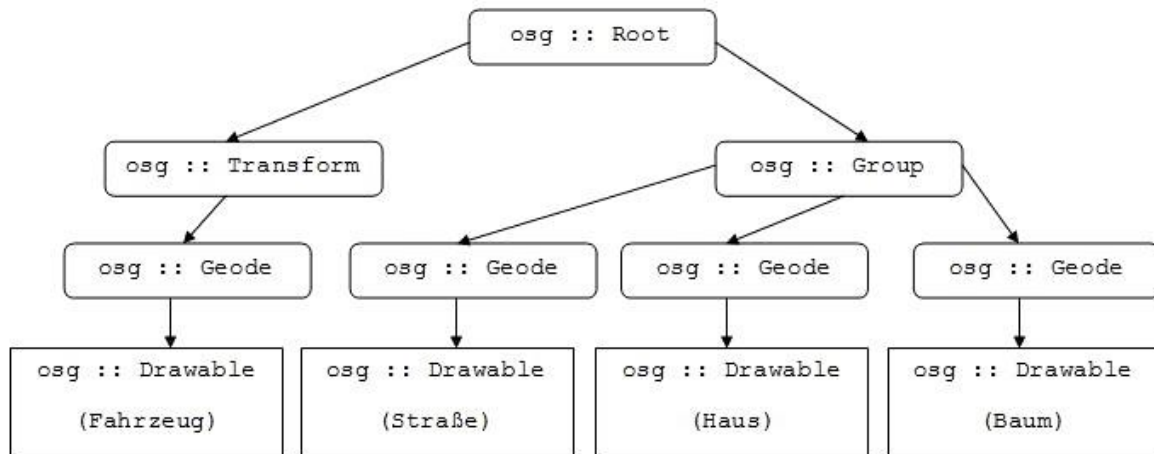 osg :: Root
osg :: Transform
osg :: Group
osg :: Geode
osg :: Geode
osg :: Geode
osg :: Geode
osg :: Drawable
(Fahrzeug)
osg :: Drawable
(Straße)
osg :: Drawable
(Haus)
osg :: Drawable
(Baum)